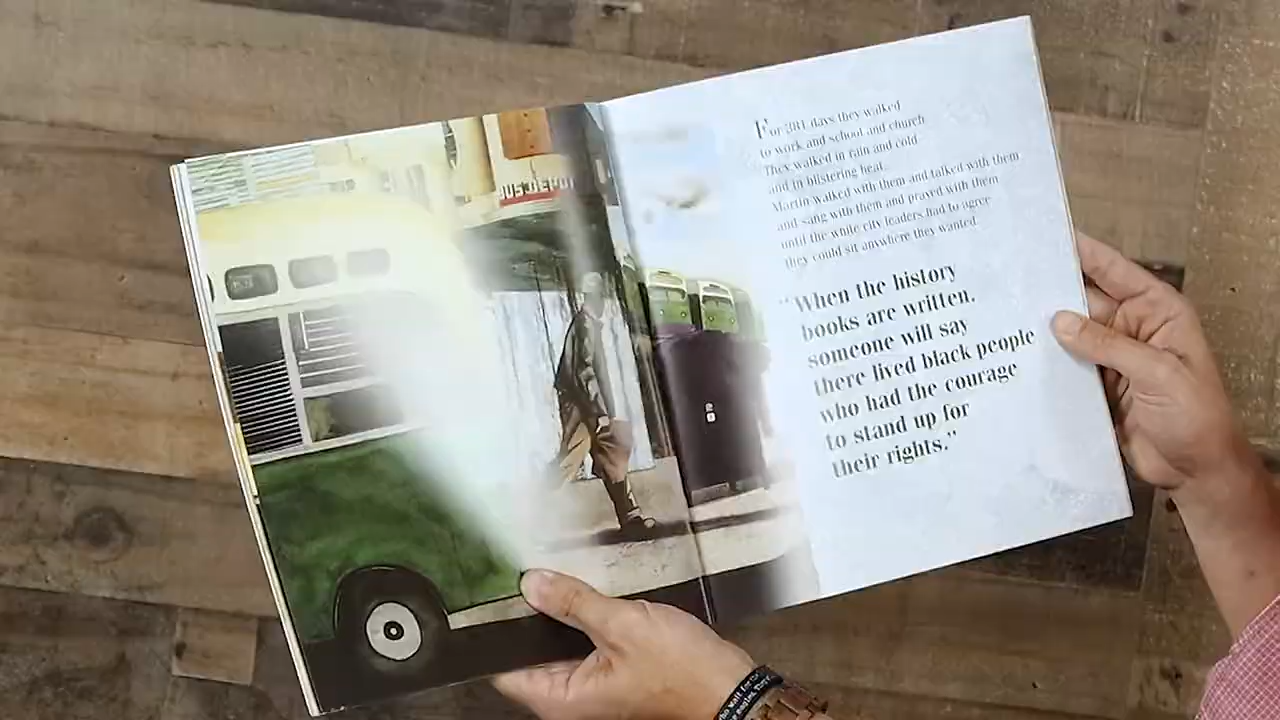 BUS DEPOT
For 381 days they walked
to work and school and church
They walked in rain and cold
and in blistering heat.
Martin walked with them and talked with them
and sang with them and prayed with them
until the white city leaders had to agree
they could sit anywhere they wanted.
“When the history
books are written,
someone will say
there lived black people
who had the courage
to stand up for
their rights.”